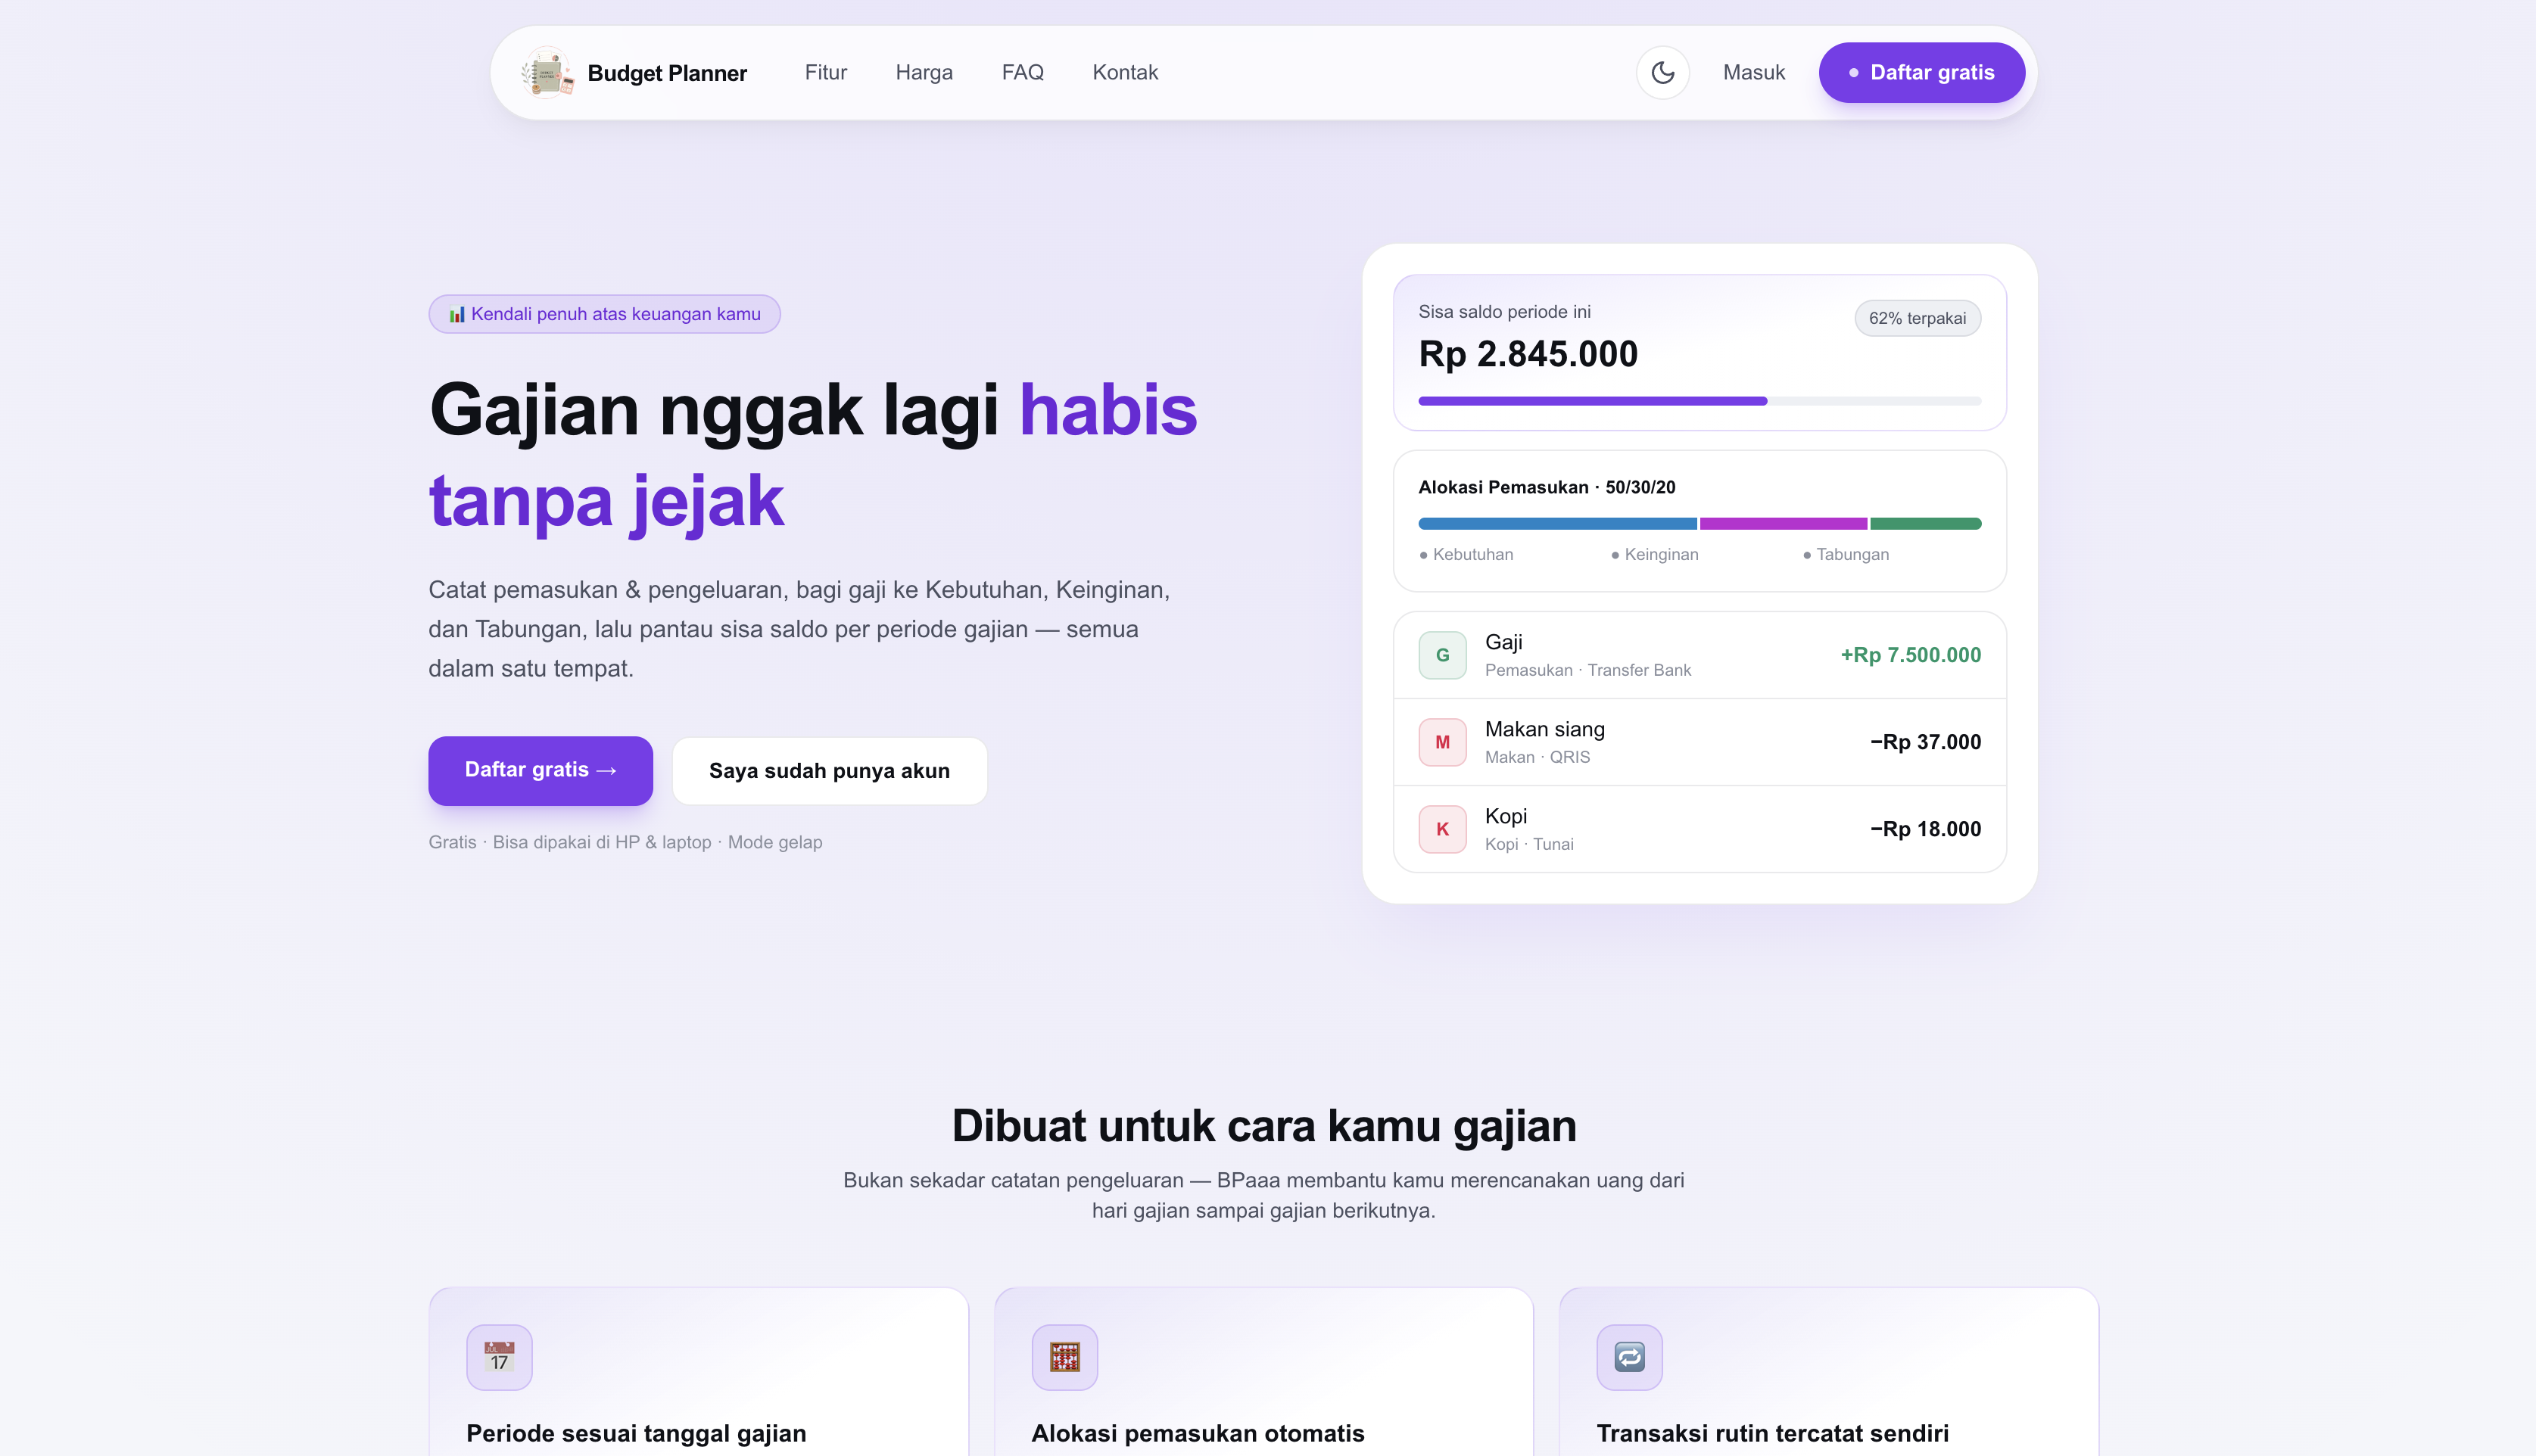 Budget Planner
Fitur
Harga
FAQ
Kontak
Masuk
Daftar gratis
📊 Kendali penuh atas keuangan kamu
Gajian nggak lagi habis
tanpa jejak
Catat pemasukan & pengeluaran, bagi gaji ke Kebutuhan, Keinginan,
dan Tabungan, lalu pantau sisa saldo per periode gajian — semua
dalam satu tempat.
Daftar gratis →
Saya sudah punya akun
Gratis · Bisa dipakai di HP & laptop · Mode gelap
Sisa saldo periode ini
62% terpakai
Rp 2.845.000
Alokasi Pemasukan · 50/30/20
● Kebutuhan
● Keinginan
● Tabungan
G
Gaji
Pemasukan · Transfer Bank
+Rp 7.500.000
M
Makan siang
Makan · QRIS
−Rp 37.000
K
Kopi
Kopi · Tunai
−Rp 18.000
Dibuat untuk cara kamu gajian
Bukan sekadar catatan pengeluaran — BPaaa membantu kamu merencanakan uang dari
hari gajian sampai gajian berikutnya.
JUL
17
Periode sesuai tanggal gajian
Alokasi pemasukan otomatis
Transaksi rutin tercatat sendiri